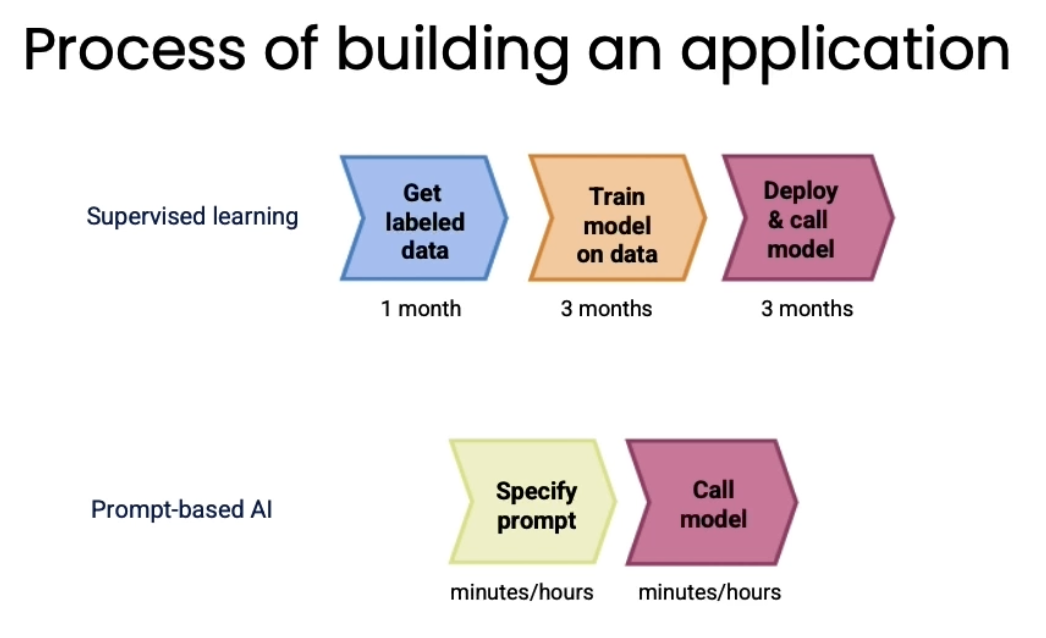 Process of building an application
Supervised learning
Get
labeled
data
Train
model
on data
Deploy
& call
model
1 month
3 months
3 months
Prompt-based AI
Specify
prompt
Call
model
minutes/hours
minutes/hours